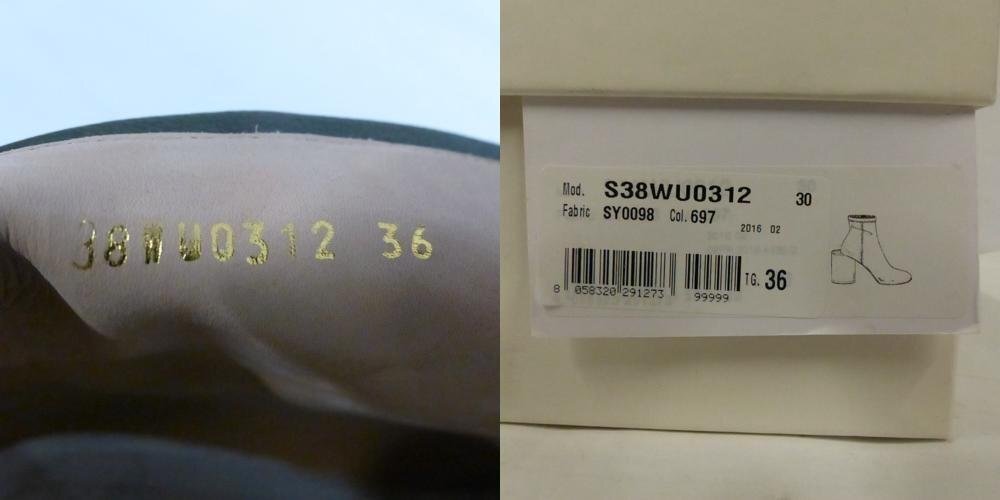 38WU0312 36
Mod. S38WU0312 30
Fabric SY0098 Col. 697
2016 02
TG. 36
8 058320 291273 99999